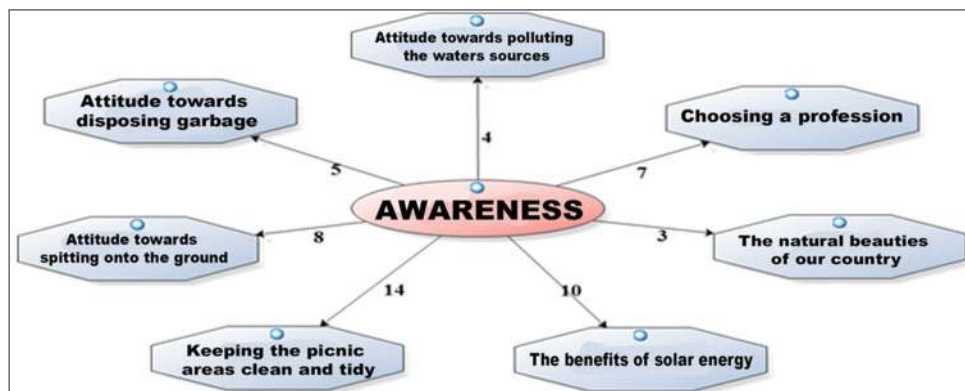 Attitude towards polluting
the waters sources
Attitude towards
disposing garbage
Choosing a profession
4
5
7
AWARENESS
Attitude towards
spitting onto the ground
8
3
The natural beauties
of our country
14
10
Keeping the picnic
areas clean and tidy
The benefits of solar energy